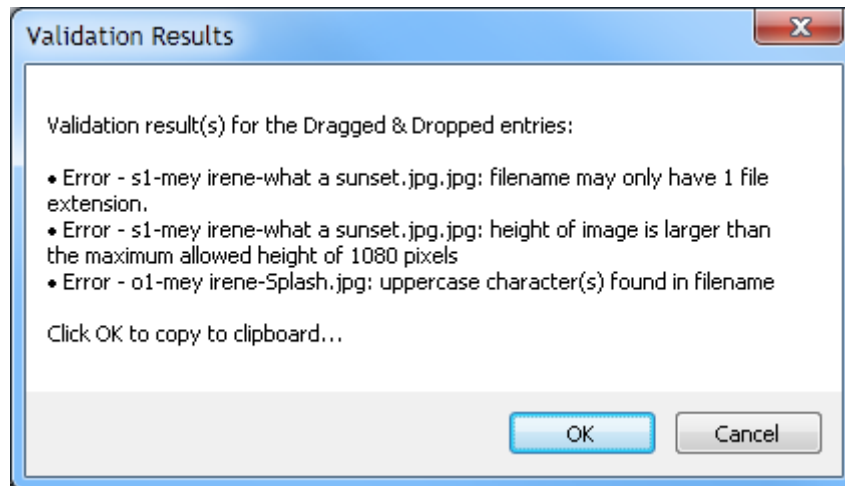 Validation Results
Validation result(s) for the Dragged & Dropped entries:
• Error - s1-mey irene-what a sunset.jpg.jpg: filename may only have 1 file
extension.
• Error - s1-mey irene-what a sunset.jpg.jpg: height of image is larger than
the maximum allowed height of 1080 pixels
• Error - o1-mey irene-Splash.jpg: uppercase character(s) found in filename
Click OK to copy to clipboard...
OK
Cancel